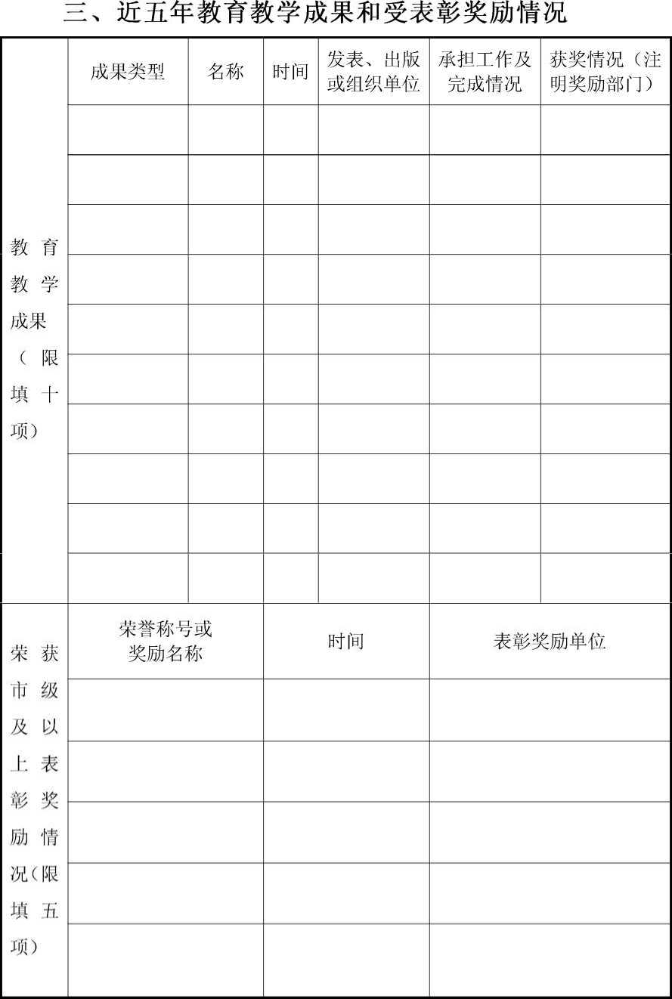 三、近五年教育教学成果和受表彰奖励情况
成果类型
名称
时间
发表、出版
或组织单位
承担工作及
完成情况
获奖情况（注
明奖励部门）
教育
教学
成果
（限
填十
项）
荣誉称号或
奖励名称
时间
表彰奖励单位
荣获
市级
及以
上表
彰奖
励情
况（限
填五
项）